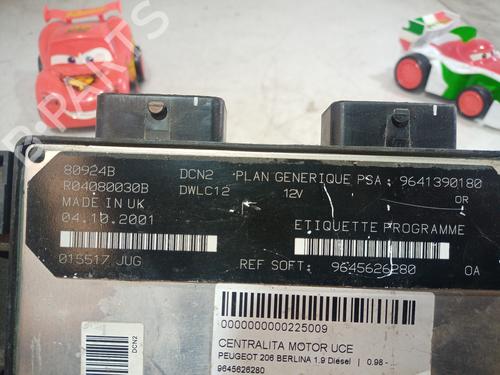 80924B DCN2 PLAN GENERIQUE PSA : 9641390180
R04080030B DWLC12 12V OR
MADE IN UK
04.10.2001 ETIQUETTE PROGRAMME
015517 JUG REF SOFT: 9645626280 OA
0000000000225009
DCN2
CENTRALITA MOTOR UCE
PEUGEOT 206 BERLINA 1.9 Diesel | 0.98 -
9645626280
B-PARTS